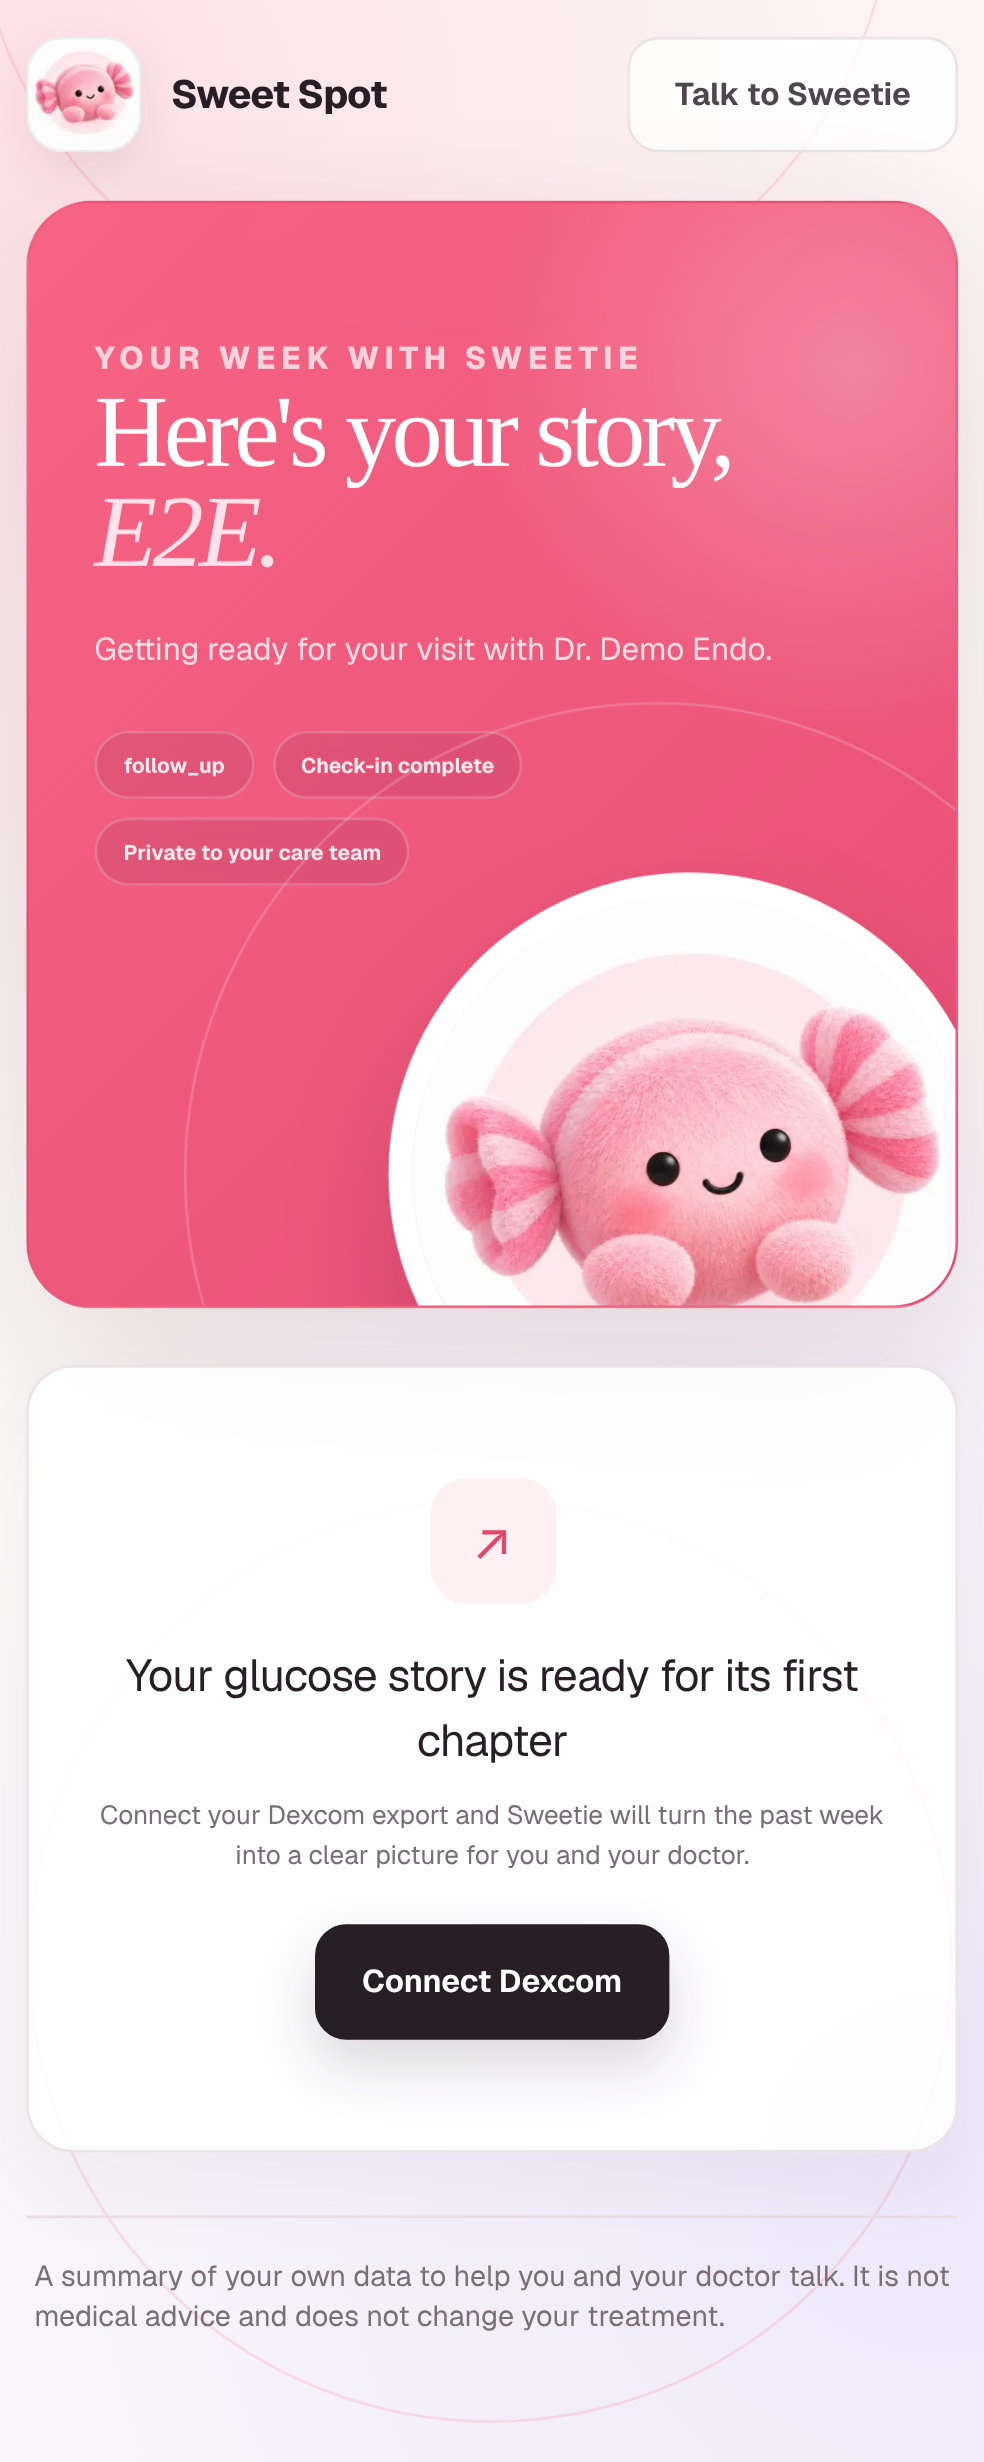 Sweet Spot
Talk to Sweetie
YOUR WEEK WITH SWEETIE
Here's your story,
E2E.
Getting ready for your visit with Dr. Demo Endo.
follow_up
Check-in complete
Private to your care team
Your glucose story is ready for its first
chapter
Connect your Dexcom export and Sweetie will turn the past week
into a clear picture for you and your doctor.
Connect Dexcom
A summary of your own data to help you and your doctor talk. It is not
medical advice and does not change your treatment.